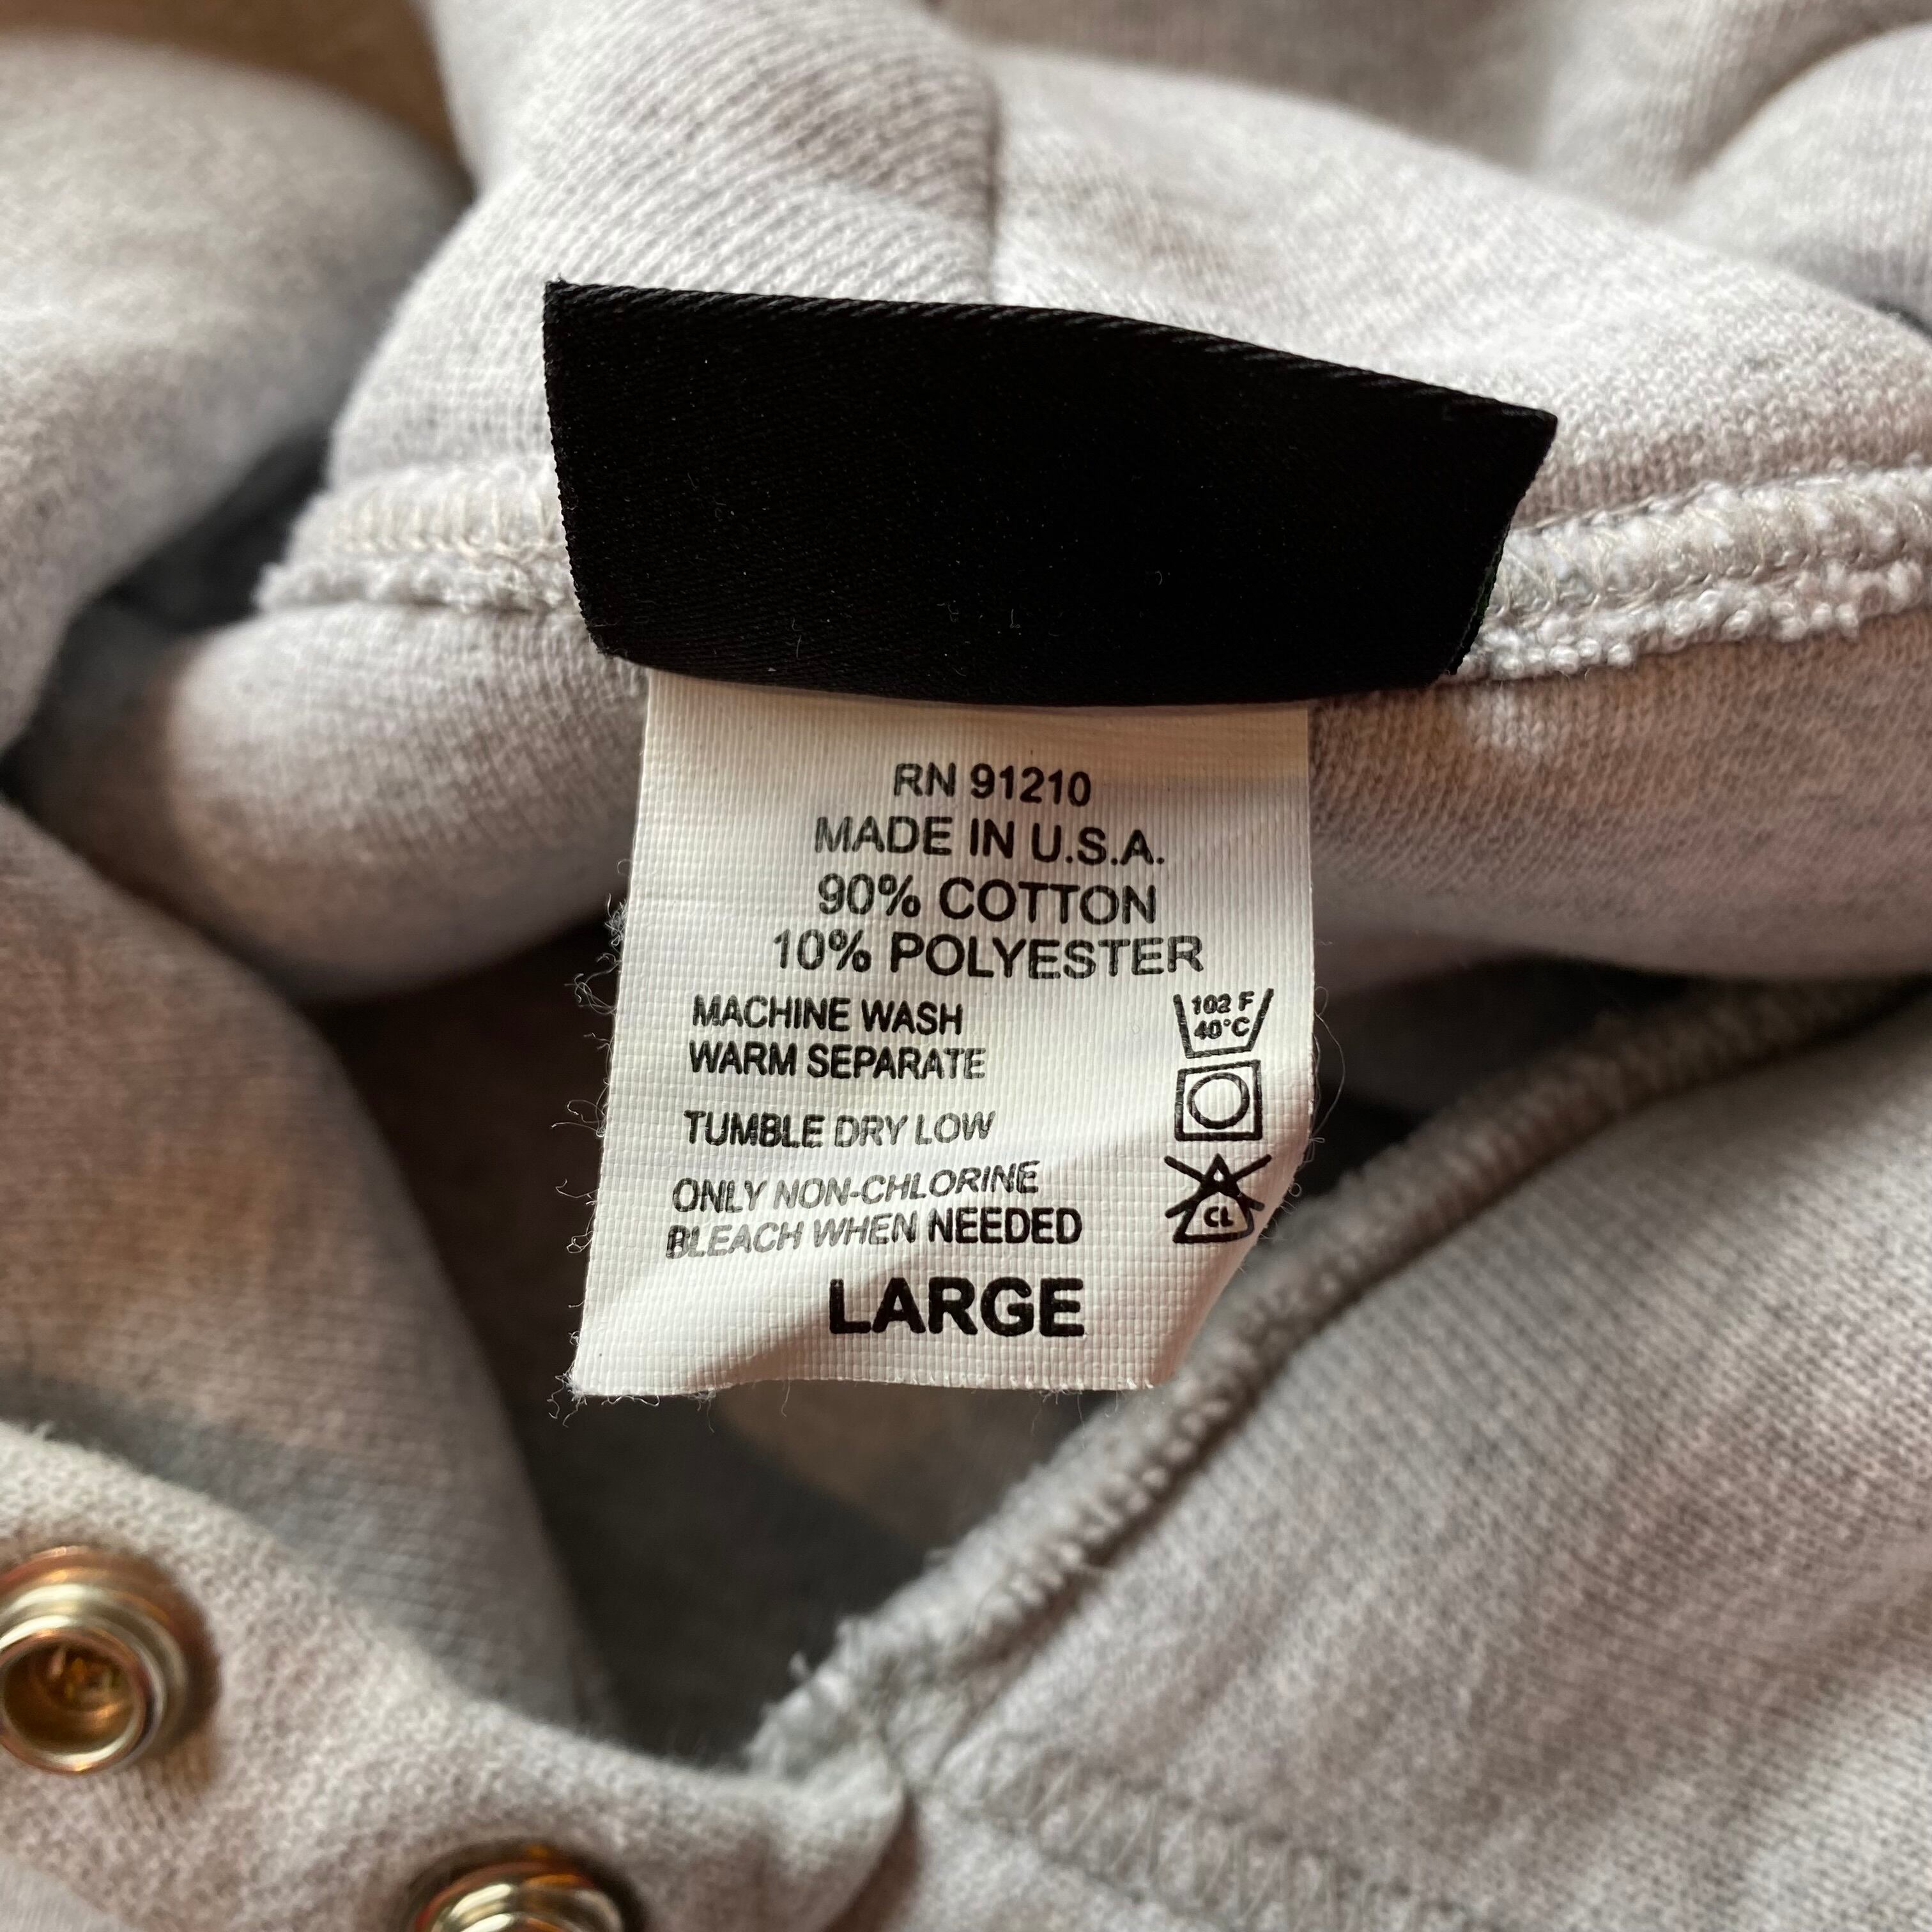 RN 91210
MADE IN U.S.A.
90% COTTON
10% POLYESTER
MACHINE WASH
WARM SEPARATE
102 F
40°C
TUMBLE DRY LOW
ONLY NON-CHLORINE
BLEACH WHEN NEEDED
CL
LARGE